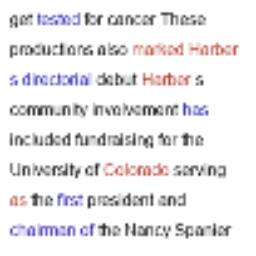 get tested for cancer These
productions also marked Harber
s directorial debut Harber s
community involvement has
included fundraising for the
University of Colorado serving
as the first president and
chairman of the Nancy Spanier